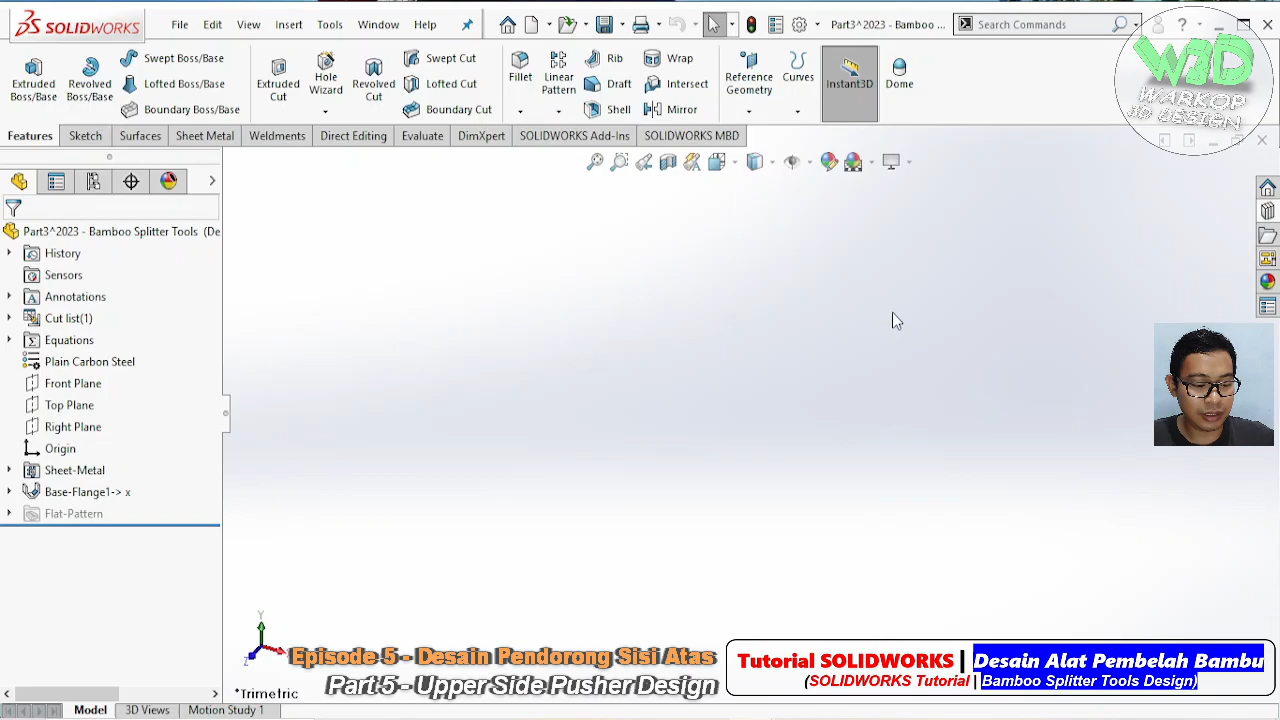 SOLIDWORKS
File Edit View Insert Tools Window Help
Part3^2023 - Bamboo ...
Search Commands
Extruded Boss/Base
Revolved Boss/Base
Swept Boss/Base
Lofted Boss/Base
Boundary Boss/Base
Extruded Cut
Hole Wizard
Revolved Cut
Swept Cut
Lofted Cut
Boundary Cut
Fillet
Linear Pattern
Rib
Draft
Shell
Wrap
Intersect
Mirror
Reference Geometry
Curves
Instant3D
Dome
W3D
WARKOP
3D DESIGN
Features Sketch Surfaces Sheet Metal Weldments Direct Editing Evaluate DimXpert SOLIDWORKS Add-Ins SOLIDWORKS MBD
Part3^2023 - Bamboo Splitter Tools (De
History
Sensors
Annotations
Cut list(1)
Equations
Plain Carbon Steel
Front Plane
Top Plane
Right Plane
Origin
Sheet-Metal
Base-Flange1-> x
Flat-Pattern
Y
Z
*Trimetric
Episode 5 - Desain Pendorong Sisi Atas
Part 5 - Upper Side Pusher Design
Tutorial SOLIDWORKS | Desain Alat Pembelah Bambu
(SOLIDWORKS Tutorial | Bamboo Splitter Tools Design)
Model 3D Views Motion Study 1